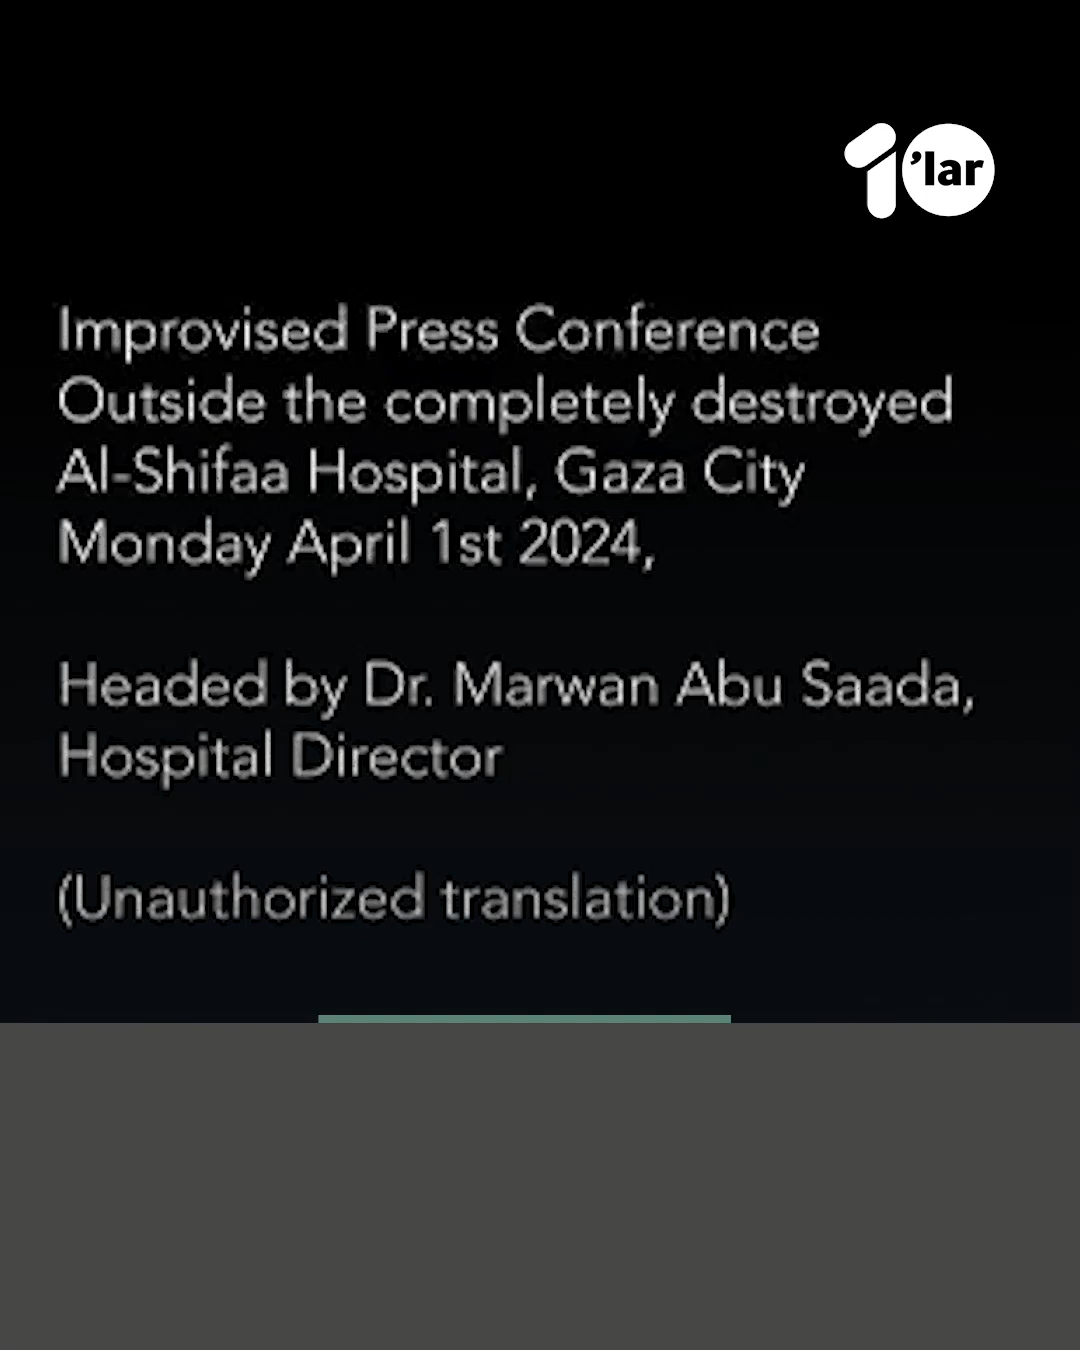 1
'lar
Improvised Press Conference
Outside the completely destroyed
Al-Shifaa Hospital, Gaza City
Monday April 1st 2024,
Headed by Dr. Marwan Abu Saada,
Hospital Director
(Unauthorized translation)